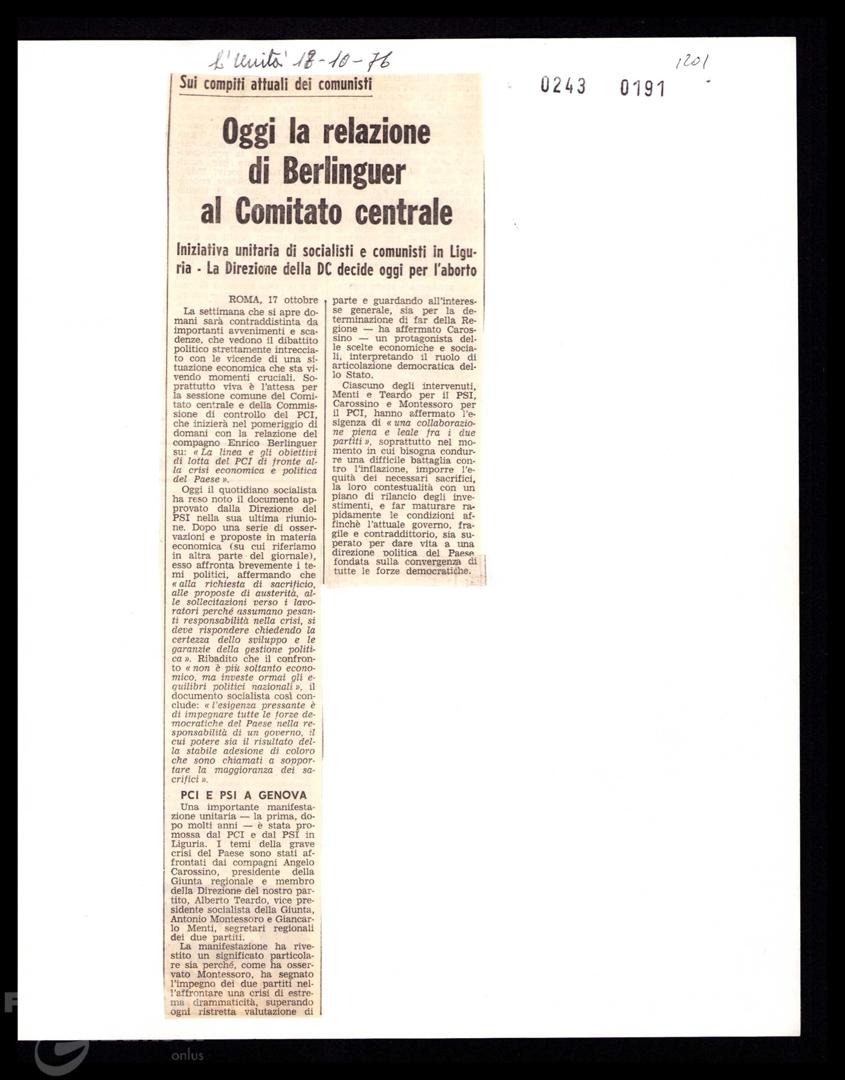 L'Unità 18-10-76
1201
0243 0191
Sui compiti attuali dei comunisti
Oggi la relazione
di Berlinguer
al Comitato centrale
Iniziativa unitaria di socialisti e comunisti in Ligu-
ria - La Direzione della DC decide oggi per l'aborto
ROMA, 17 ottobre
La settimana che si apre do-
mani sarà contraddistinta da
importanti avvenimenti e sca-
denze, che vedono il dibattito
politico strettamente intreccia-
to con le vicende di una si-
tuazione economica che sta vi-
vendo momenti cruciali. So-
prattutto viva è l'attesa per
la sessione comune del Comi-
tato centrale e della Commis-
sione di controllo del PCI,
che inizierà nel pomeriggio di
domani con la relazione del
compagno Enrico Berlinguer
su: «La linea e gli obiettivi
di lotta del PCI di fronte al-
la crisi economica e politica
del Paese».
Oggi il quotidiano socialista
ha reso noto il documento ap-
provato dalla Direzione del
PSI nella sua ultima riunio-
ne. Dopo una serie di osser-
vazioni e proposte in materia
economica (su cui riferiamo
in altra parte del giornale),
esso affronta brevemente i te-
mi politici, affermando che
«alla richiesta di sacrificio,
alle proposte di austerità, al-
le sollecitazioni verso i lavo-
ratori perché assumano pesan-
ti responsabilità nella crisi, si
deve rispondere chiedendo la
certezza dello sviluppo e le
garanzie della gestione politi-
ca». Ribadito che il confron-
to «non è più soltanto econo-
mico, ma investe ormai gli e-
quilibri politici nazionali», il
documento socialista così con-
clude: «l'esigenza pressante è
di impegnare tutte le forze de-
mocratiche del Paese nella re-
sponsabilità di un governo, il
cui potere sia il risultato del-
la stabile adesione di coloro
che sono chiamati a soppor-
tare la maggioranza dei sa-
crifici».
PCI E PSI A GENOVA
Una importante manifesta-
zione unitaria — la prima, do-
po molti anni — è stata pro-
mossa dal PCI e dal PSI in
Liguria. I temi della grave
crisi del Paese sono stati af-
frontati dai compagni Angelo
Carossino, presidente della
Giunta regionale e membro
della Direzione del nostro par-
tito, Alberto Teardo, vice pre-
sidente socialista della Giunta,
Antonio Montessoro e Giancar-
lo Menti, segretari regionali
dei due partiti.
La manifestazione ha rive-
stito un significato particola-
re sia perché, come ha osser-
vato Montessoro, ha segnato
l'impegno dei due partiti nel-
l'affrontare una crisi di estre-
ma drammaticità, superando
ogni ristretta valutazione di
parte e guardando all'interes-
se generale, sia per la de-
terminazione di far della Re-
gione — ha affermato Caros-
sino — un protagonista del-
le scelte economiche e socia-
li, interpretando il ruolo di
articolazione democratica del-
lo Stato.
Ciascuno degli intervenuti,
Menti e Teardo per il PSI,
Carossino e Montessoro per
il PCI, hanno affermato l'e-
sigenza di «una collaborazio-
ne piena e leale fra i due
partiti», soprattutto nel mo-
mento in cui bisogna condur-
re una difficile battaglia con-
tro l'inflazione, imporre l'e-
quità dei necessari sacrifici,
la loro contestualità con un
piano di rilancio degli inve-
stimenti, e far maturare ra-
pidamente le condizioni af-
finchè l'attuale governo, fra-
gile e contraddittorio, sia su-
perato per dare vita a una
direzione politica del Paese
fondata sulla convergenza di
tutte le forze democratiche.
onlus